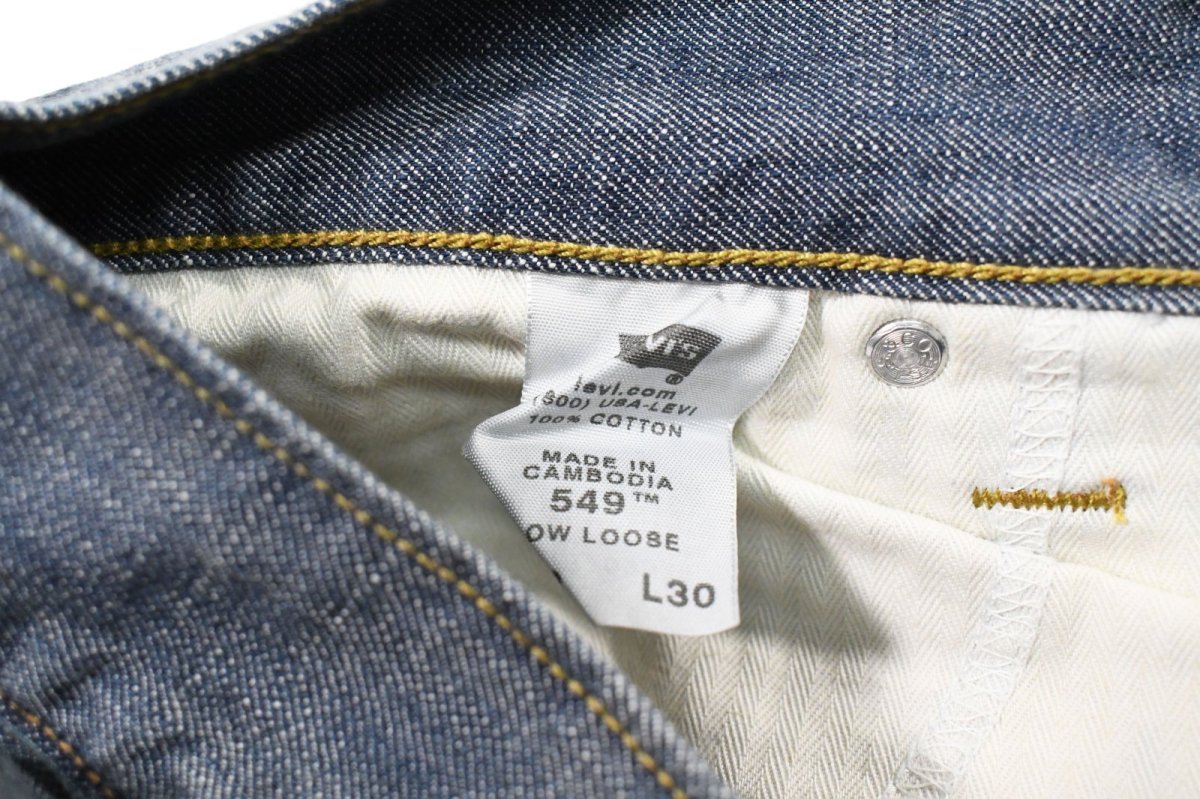 levi.com
(800) USA-LEVI
100% COTTON
MADE IN
CAMBODIA
549™
OW LOOSE
L30